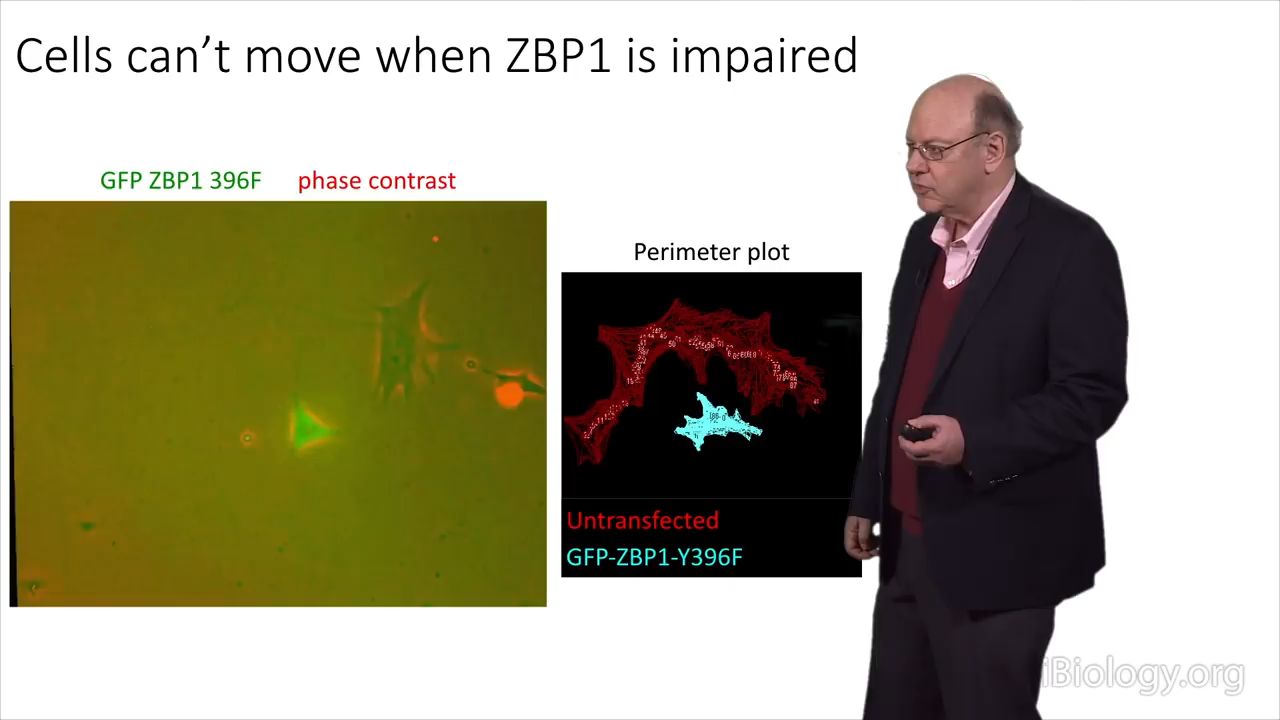 Cells can’t move when ZBP1 is impaired
GFP ZBP1 396F phase contrast
Perimeter plot
Untransfected
GFP-ZBP1-Y396F
iBiology.org